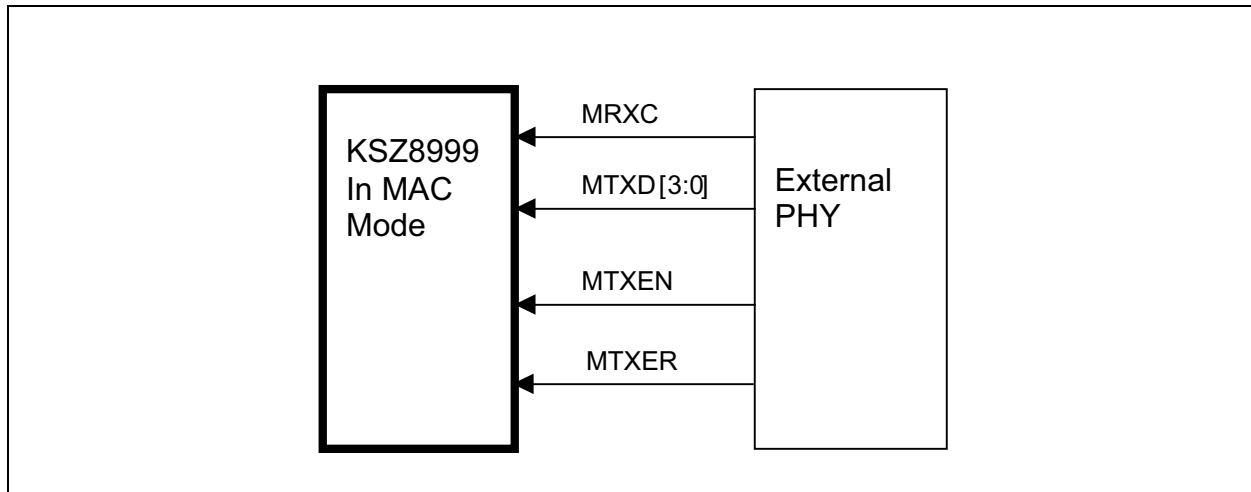 KSZ8999
In MAC
Mode
MRXC
MTXD[3:0]
MTXEN
MTXER
External
PHY